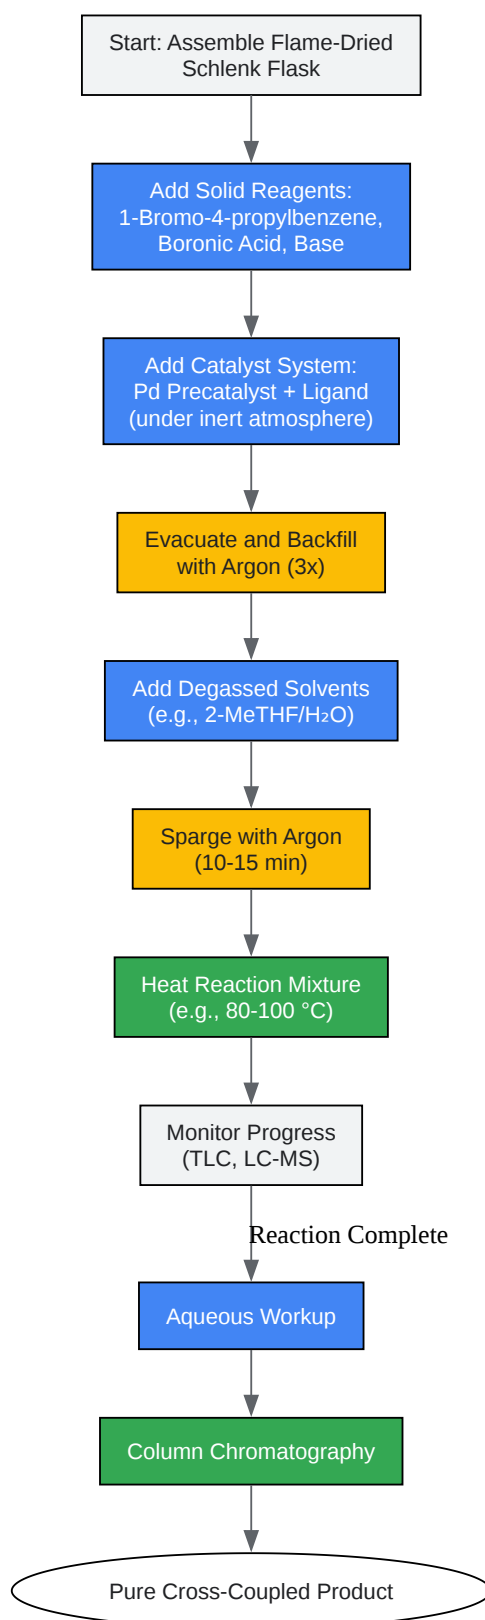 Start: Assemble Flame-Dried
Schlenk Flask
Add Solid Reagents:
1-Bromo-4-propylbenzene,
Boronic Acid, Base
Add Catalyst System:
Pd Precatalyst + Ligand
(under inert atmosphere)
Evacuate and Backfill
with Argon (3x)
Add Degassed Solvents
(e.g., 2-MeTHF/H₂O)
Sparge with Argon
(10-15 min)
Heat Reaction Mixture
(e.g., 80-100 °C)
Monitor Progress
(TLC, LC-MS)
Reaction Complete
Aqueous Workup
Column Chromatography
Pure Cross-Coupled Product